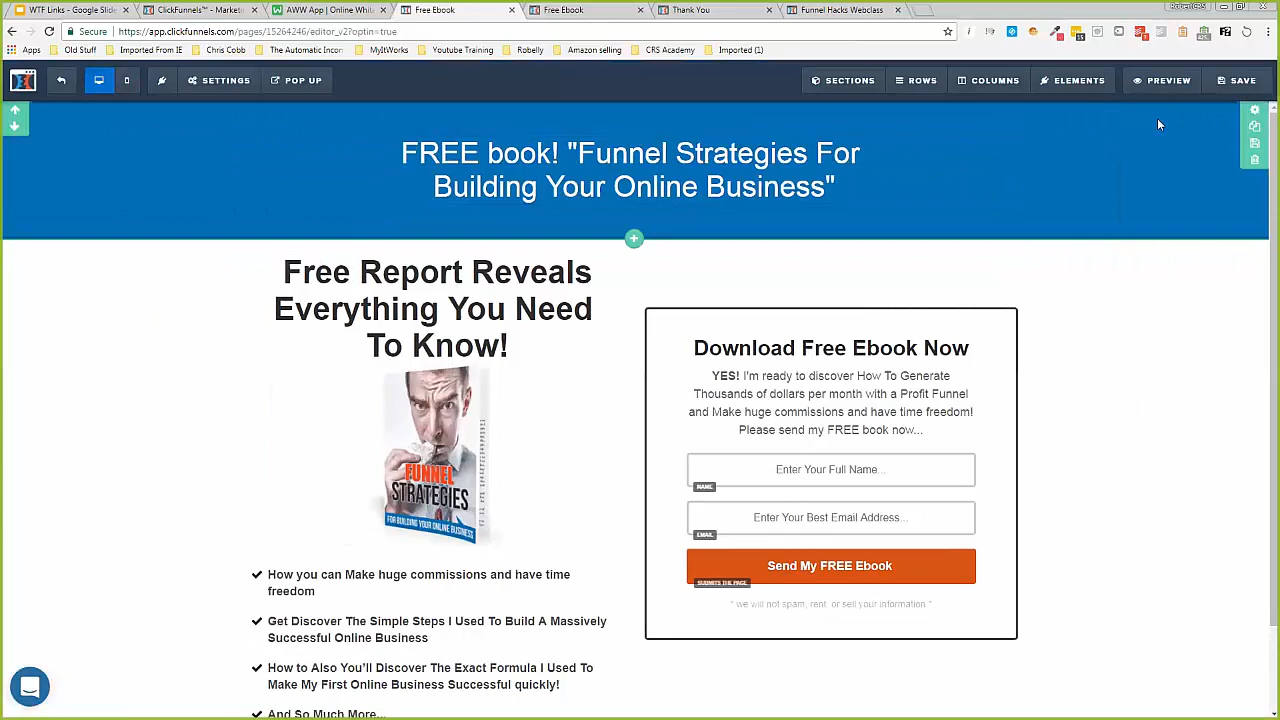 WTF Links - Google Slide
ClickFunnels™ - Market
AWW App | Online Whit
Free Ebook
Free Ebook
Thank You
Funnel Hacks Webclass
RobertCRS
Secure
https://app.clickfunnels.com/pages/15264246/editor_v2?optin=true
Apps
Old Stuff
Imported From IE
Chris Cobb
The Automatic Incon
My$tWorks
Youtube Training
Robelly
Amazon selling
CRS Academy
Imported (1)
SETTINGS
POP UP
SECTIONS
ROWS
COLUMNS
ELEMENTS
PREVIEW
SAVE
FREE book! "Funnel Strategies For
Building Your Online Business"
Free Report Reveals
Everything You Need
To Know!
FUNNEL
STRATEGIES
FOR BUILDING YOUR ONLINE BUSINESS
How you can Make huge commissions and have time
freedom
Get Discover The Simple Steps I Used To Build A Massively
Successful Online Business
How to Also You'll Discover The Exact Formula I Used To
Make My First Online Business Successful quickly!
And So Much More...
Download Free Ebook Now
YES! I'm ready to discover How To Generate
Thousands of dollars per month with a Profit Funnel
and Make huge commissions and have time freedom!
Please send my FREE book now...
Enter Your Full Name...
NAME
Enter Your Best Email Address...
EMAIL
Send My FREE Ebook
SUBMITS THE PAGE
* we will not spam, rent, or sell your information *